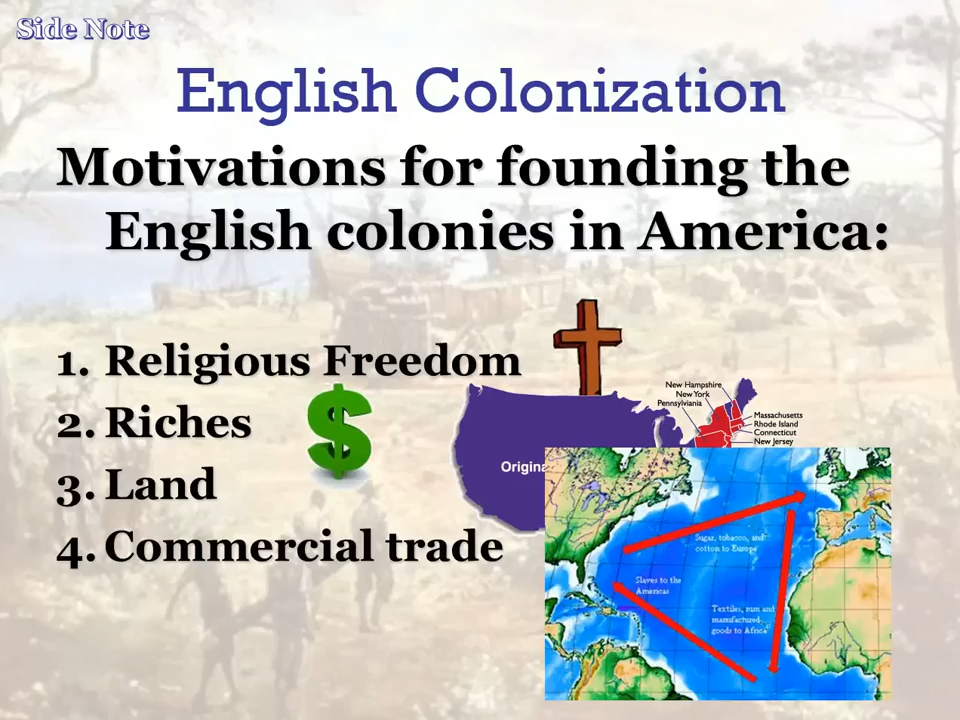 Side Note
English Colonization
Motivations for founding the
English colonies in America:
1. Religious Freedom
2. Riches
3. Land
4. Commercial trade
New Hampshire
New York
Pennsylvania
Massachusetts
Rhode Island
Connecticut
New Jersey
Sugar, tobacco, and
cotton to Europe
Slaves to the
Americas
Textiles, rum and
manufactured
goods to Africa